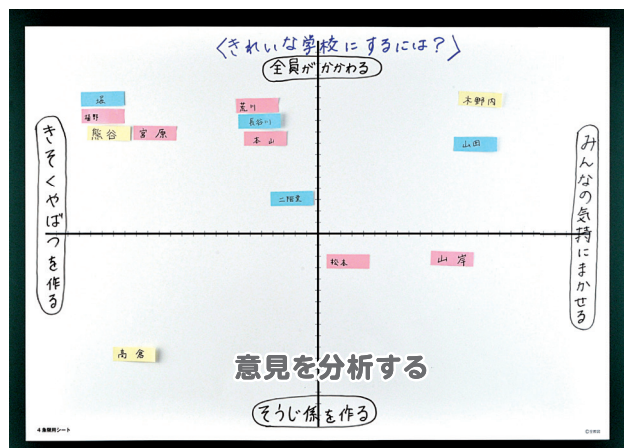 ＜きれいな学校にするには？＞
全員がかかわる
堀
荒川
木野内
熊谷
宮原
長谷川
本山
山田
二階堂
きそくやばつを作る
みんなの気持にまかせる
松本
山岸
高倉
意見を分析する
そうじ係を作る
4象限附シート